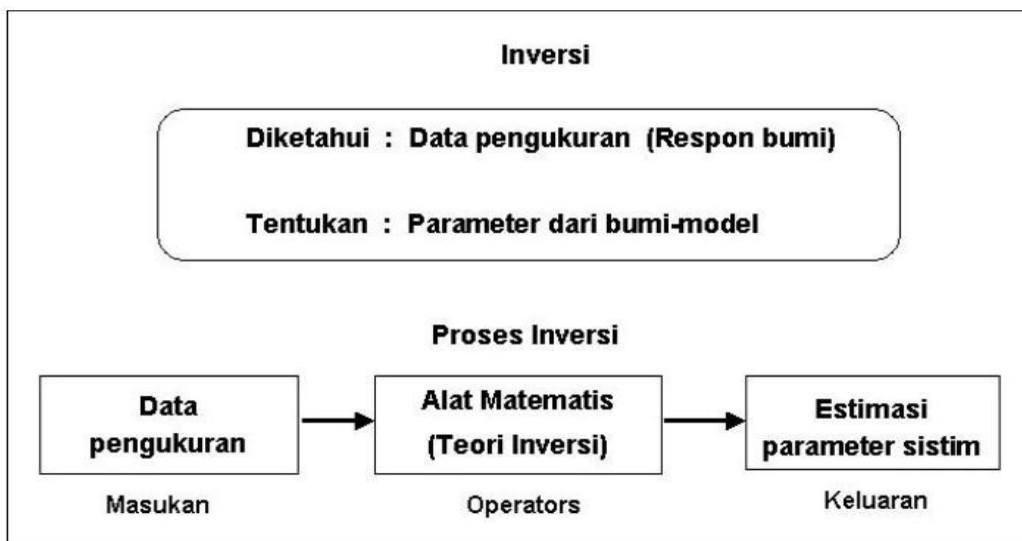 Inversi
Diketahui : Data pengukuran (Respon bumi)
Tentukan : Parameter dari bumi-model
Proses Inversi
Data
pengukuran
Masukan
Alat Matematis
(Teori Inversi)
Operators
Estimasi
parameter sistim
Keluaran